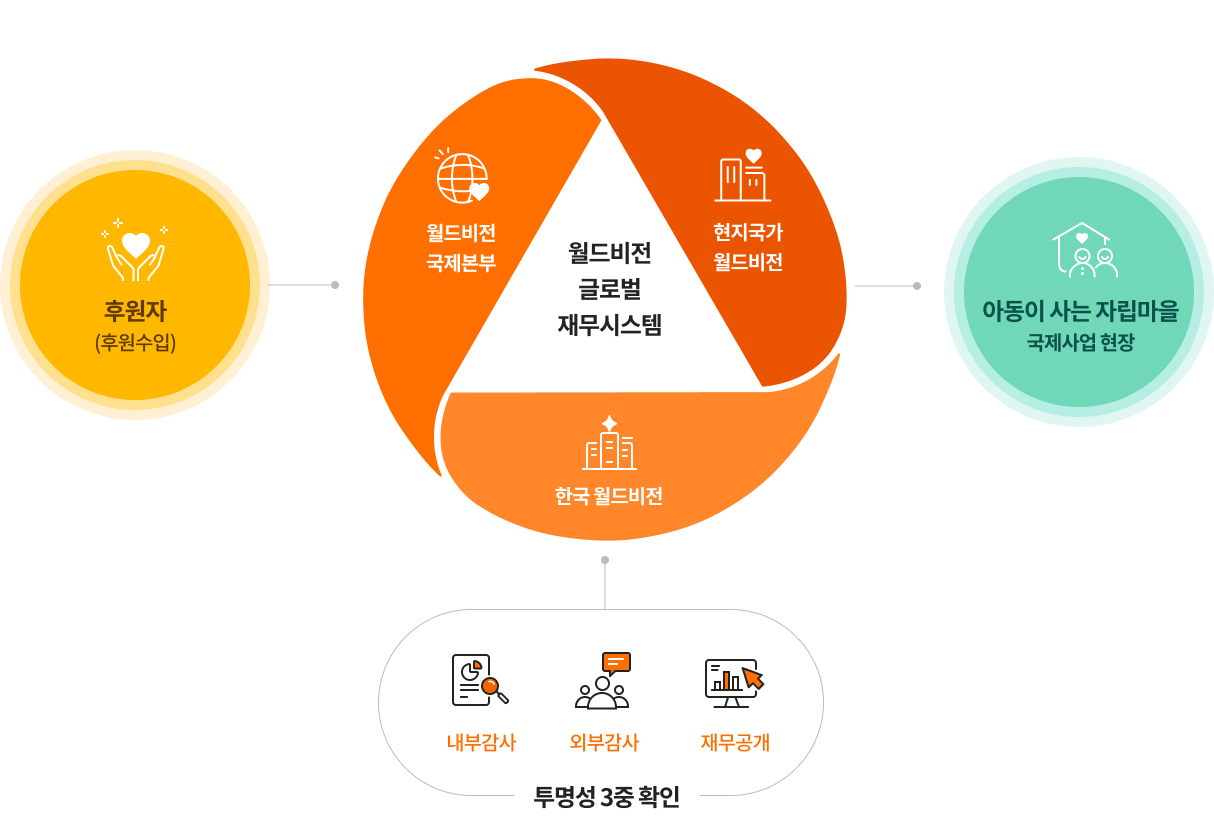 후원자
(후원수입)
월드비전
국제본부
월드비전
글로벌
재무시스템
현지국가
월드비전
한국 월드비전
아동이 사는 자립마을
국제사업 현장
내부감사
외부감사
재무공개
투명성 3중 확인